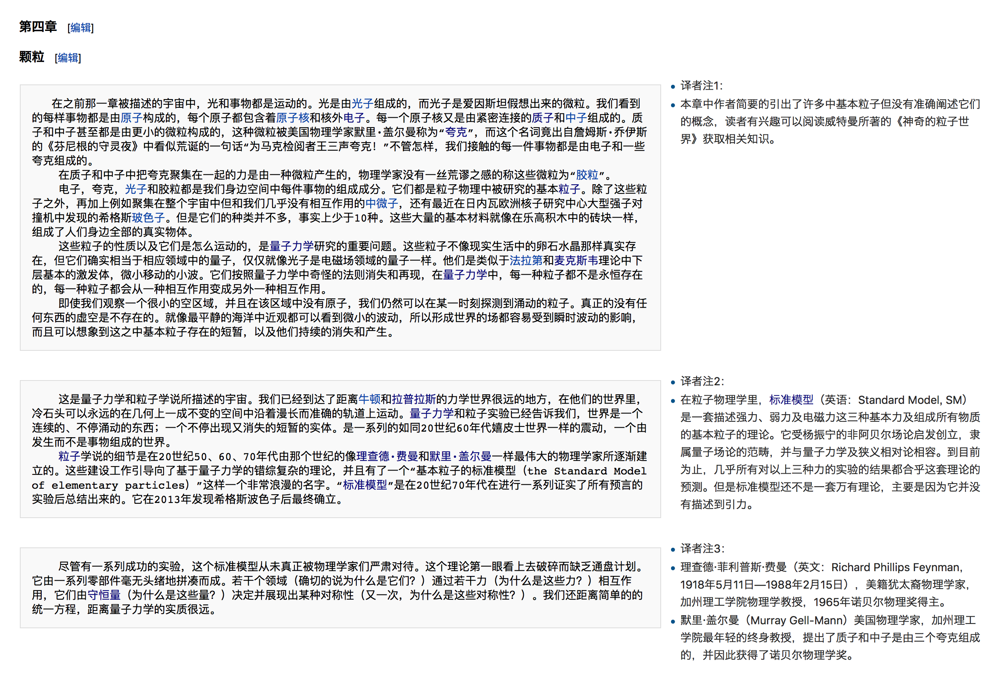 第四章 [编辑]
颗粒 [编辑]
在之前那一章被描述的宇宙中，光和事物都是运动的。光是由光子组成的，而光子是爱因斯坦假想出来的微粒。我们看到
的每样事物都是由原子构成的，每个原子都包含着原子核和核外电子。每一个原子核又是由紧密连接的质子和中子组成的。质
子和中子甚至都是由更小的微粒构成的，这种微粒被美国物理学家默里·盖尔曼称为“夸克”，而这个名词竟出自詹姆斯·乔伊斯
的《芬尼根的守灵夜》中看似荒诞的一句话“为马克检阅者王三声夸克！”不管怎样，我们接触的每一件事物都是由电子和一些
夸克组成的。
在质子和中子中把夸克聚集在一起的力是由一种微粒产生的，物理学家没有一丝荒谬之感的称这些微粒为“胶粒”。
电子，夸克，光子和胶粒都是我们身边空间中每件事物的组成成分。它们都是粒子物理中被研究的基本粒子。除了这些粒
子之外，再加上例如聚集在整个宇宙中但和我们几乎没有相互作用的中微子，还有最近在日内瓦欧洲核子研究中心大型强子对
撞机中发现的希格斯玻色子。但是它们的种类并不多，事实上少于10种。这些大量的基本材料就像在乐高积木中的砖块一样，
组成了人们身边全部的真实物体。
这些粒子的性质以及它们是怎么运动的，是量子力学研究的重要问题。这些粒子不像现实生活中的卵石水晶那样真实存
在，但它们确实相当于相应领域中的量子，仅仅就像光子是电磁场领域的量子一样。他们是类似于法拉第和麦克斯韦理论中下
层基本的激发体，微小移动的小波。它们按照量子力学中奇怪的法则消失和再现，在量子力学中，每一种粒子都不是永恒存在
的，每一种粒子都会从一种相互作用变成另外一种相互作用。
即使我们观察一个很小的空区域，并且在该区域中没有原子，我们仍然可以在某一时刻探测到涌动的粒子。真正的没有任
何东西的虚空是不存在的。就像最平静的海洋中近观都可以看到微小的波动，所以形成世界的场都容易受到瞬时波动的影响，
而且可以想象到这之中基本粒子存在的短暂，以及他们持续的消失和产生。
• 译者注1：
• 本章中作者简要的引出了许多中基本粒子但没有准确阐述它们
的概念，读者有兴趣可以阅读威特曼所著的《神奇的粒子世
界》获取相关知识。
这是量子力学和粒子学说所描述的宇宙。我们已经到达了距离牛顿和拉普拉斯的力学世界很远的地方，在他们的世界里，
冷石头可以永远的在几何上一成不变的空间中沿着漫长而准确的轨道上运动。量子力学和粒子实验已经告诉我们，世界是一个
连续的、不停涌动的东西；一个不停出现又消失的短暂的实体。是一系列的如同20世纪60年代嬉皮士世界一样的震动，一个由
发生而不是事物组成的世界。
粒子学说的细节是在20世纪50、60、70年代由那个世纪的像理查德·费曼和默里·盖尔曼一样最伟大的物理学家所逐渐建
立的。这些建设工作引导向了基于量子力学的错综复杂的理论，并且有了一个“基本粒子的标准模型（the Standard Model
of elementary particles）”这样一个非常浪漫的名字。“标准模型”是在20世纪70年代在进行一系列证实了所有预言的
实验后总结出来的。它在2013年发现希格斯波色子后最终确立。
• 译者注2：
• 在粒子物理学里，标准模型（英语：Standard Model, SM）
是一套描述强力、弱力及电磁力这三种基本力及组成所有物质
的基本粒子的理论。它受杨振宁的非阿贝尔场论启发创立，隶
属量子场论的范畴，并与量子力学及狭义相对论相容。到目前
为止，几乎所有对以上三种力的实验的结果都合乎这套理论的
预测。但是标准模型还不是一套万有理论，主要是因为它并没
有描述到引力。
尽管有一系列成功的实验，这个标准模型从未真正被物理学家们严肃对待。这个理论第一眼看上去破碎而缺乏通盘计划。
它由一系列零部件毫无头绪地拼凑而成。若干个领域（确切的说为什么是它们？）通过若干力（为什么是这些力？）相互作
用，它们由守恒量（为什么是这些量？）决定并展现出某种对称性（又一次，为什么是这些对称性？）。我们还距离简单的的
统一方程，距离量子力学的实质很远。
• 译者注3：
• 理查德·菲利普斯·费曼（英文：Richard Phillips Feynman，
1918年5月11日—1988年2月15日），美籍犹太裔物理学家，
加州理工学院物理学教授，1965年诺贝尔物理奖得主。
• 默里·盖尔曼（Murray Gell-Mann）美国物理学家，加州理工
学院最年轻的终身教授，提出了质子和中子是由三个夸克组成
的，并因此获得了诺贝尔物理学奖。